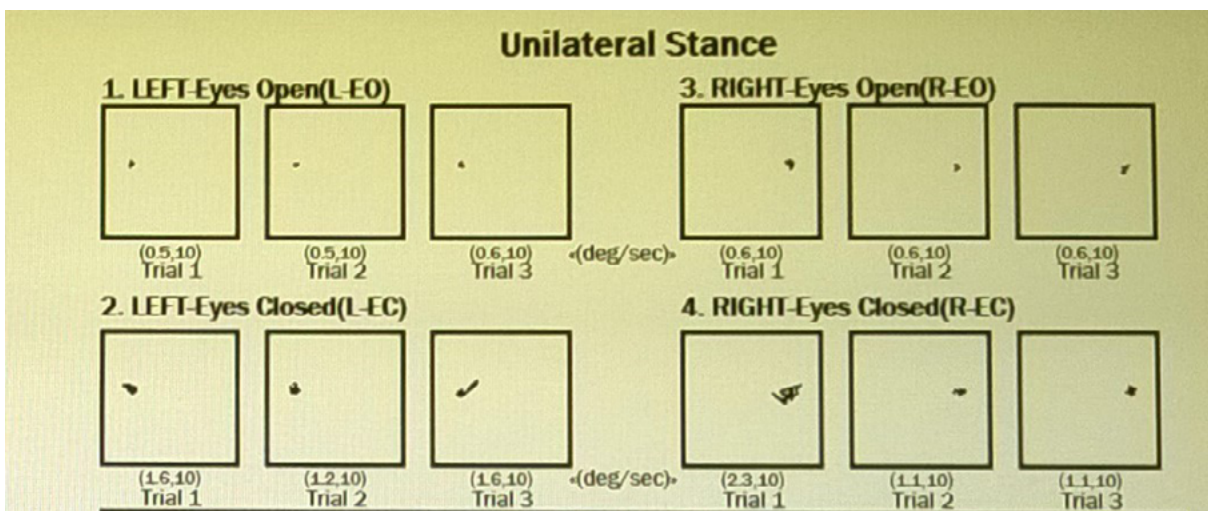 Unilateral Stance
1. LEFT-Eyes Open(L-EO)
3. RIGHT-Eyes Open(R-EO)
(0.5,10) (0.5,10) (0.6,10) «(deg/sec)» (0.6,10) (0.6,10) (0.6,10)
Trial 1 Trial 2 Trial 3 Trial 1 Trial 2 Trial 3
2. LEFT-Eyes Closed(L-EC)
4. RIGHT-Eyes Closed(R-EC)
(1.6,10) (1.2,10) (1.6,10) «(deg/sec)» (2.3,10) (1.1,10) (1.1,10)
Trial 1 Trial 2 Trial 3 Trial 1 Trial 2 Trial 3